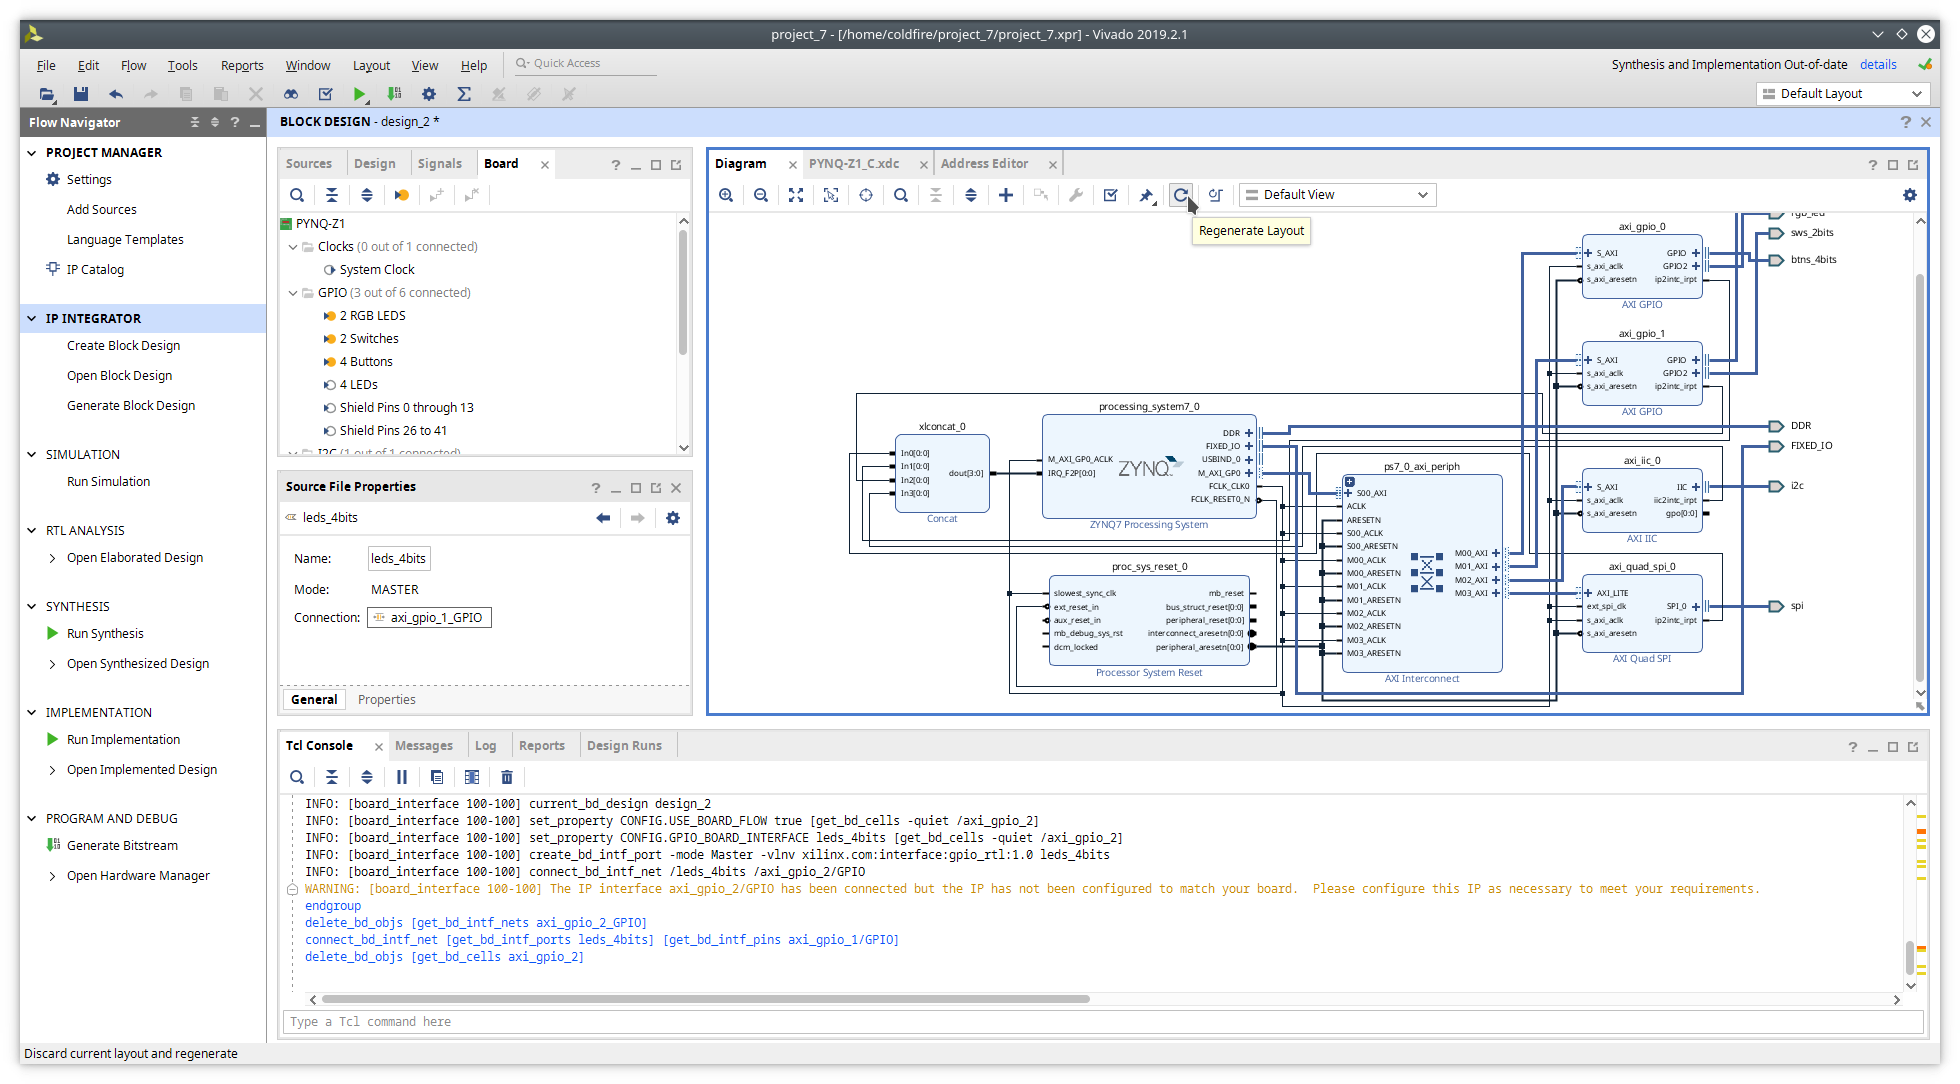 project_7 - [/home/coldfire/project_7/project_7.xpr] - Vivado 2019.2.1
File Edit Flow Tools Reports Window Layout View Help Quick Access
Synthesis and Implementation Out-of-date details
Default Layout
Flow Navigator
PROJECT MANAGER
Settings
Add Sources
Language Templates
IP Catalog
IP INTEGRATOR
Create Block Design
Open Block Design
Generate Block Design
SIMULATION
Run Simulation
RTL ANALYSIS
Open Elaborated Design
SYNTHESIS
Run Synthesis
Open Synthesized Design
IMPLEMENTATION
Run Implementation
Open Implemented Design
PROGRAM AND DEBUG
Generate Bitstream
Open Hardware Manager
BLOCK DESIGN - design_2 *
Sources Design Signals Board
PYNQ-Z1
Clocks (0 out of 1 connected)
System Clock
GPIO (3 out of 6 connected)
2 RGB LEDS
2 Switches
4 Buttons
4 LEDs
Shield Pins 0 through 13
Shield Pins 26 to 41
I2C (1 out of 1 connected)
Source File Properties
leds_4bits
Name: leds_4bits
Mode: MASTER
Connection: axi_gpio_1_GPIO
General Properties
Diagram PYNQ-Z1_C.xdc Address Editor
Default View
Regenerate Layout
xlconcat_0
In0[0:0]
In1[0:0]
In2[0:0]
In3[0:0]
dout[3:0]
Concat
processing_system7_0
M_AXI_GP0_ACLK
IRQ_F2P[0:0]
ZYNQ
DDR
FIXED_IO
USBIND_0
M_AXI_GP0
FCLK_CLK0
FCLK_RESET0_N
ZYNQ7 Processing System
proc_sys_reset_0
slowest_sync_clk
ext_reset_in
aux_reset_in
mb_debug_sys_rst
dcm_locked
mb_reset
bus_struct_reset[0:0]
peripheral_reset[0:0]
interconnect_aresetn[0:0]
peripheral_aresetn[0:0]
Processor System Reset
ps7_0_axi_periph
S00_AXI
ACLK
ARESETN
S00_ACLK
S00_ARESETN
M00_ACLK
M00_ARESETN
M01_ACLK
M01_ARESETN
M02_ACLK
M02_ARESETN
M03_ACLK
M03_ARESETN
M00_AXI
M01_AXI
M02_AXI
M03_AXI
AXI Interconnect
axi_gpio_0
S_AXI
s_axi_aclk
s_axi_aresetn
GPIO
GPIO2
ip2intc_irpt
AXI GPIO
axi_gpio_1
S_AXI
s_axi_aclk
s_axi_aresetn
GPIO
GPIO2
ip2intc_irpt
AXI GPIO
axi_iic_0
S_AXI
s_axi_aclk
s_axi_aresetn
IIC
iic2intc_irpt
gpo[0:0]
AXI IIC
axi_quad_spi_0
AXI_LITE
ext_spi_clk
s_axi_aclk
s_axi_aresetn
SPI_0
ip2intc_irpt
AXI Quad SPI
rgb_led
sws_2bits
btns_4bits
DDR
FIXED_IO
i2c
spi
Tcl Console Messages Log Reports Design Runs
INFO: [board_interface 100-100] current_bd_design design_2
INFO: [board_interface 100-100] set_property CONFIG.USE_BOARD_FLOW true [get_bd_cells -quiet /axi_gpio_2]
INFO: [board_interface 100-100] set_property CONFIG.GPIO_BOARD_INTERFACE leds_4bits [get_bd_cells -quiet /axi_gpio_2]
INFO: [board_interface 100-100] create_bd_intf_port -mode Master -vlnv xilinx.com:interface:gpio_rtl:1.0 leds_4bits
INFO: [board_interface 100-100] connect_bd_intf_net /leds_4bits /axi_gpio_2/GPIO
WARNING: [board_interface 100-100] The IP interface axi_gpio_2/GPIO has been connected but the IP has not been configured to match your board.  Please configure this IP as necessary to meet your requirements.
endgroup
delete_bd_objs [get_bd_intf_nets axi_gpio_2_GPIO]
connect_bd_intf_net [get_bd_intf_ports leds_4bits] [get_bd_intf_pins axi_gpio_1/GPIO]
delete_bd_objs [get_bd_cells axi_gpio_2]
Type a Tcl command here
Discard current layout and regenerate